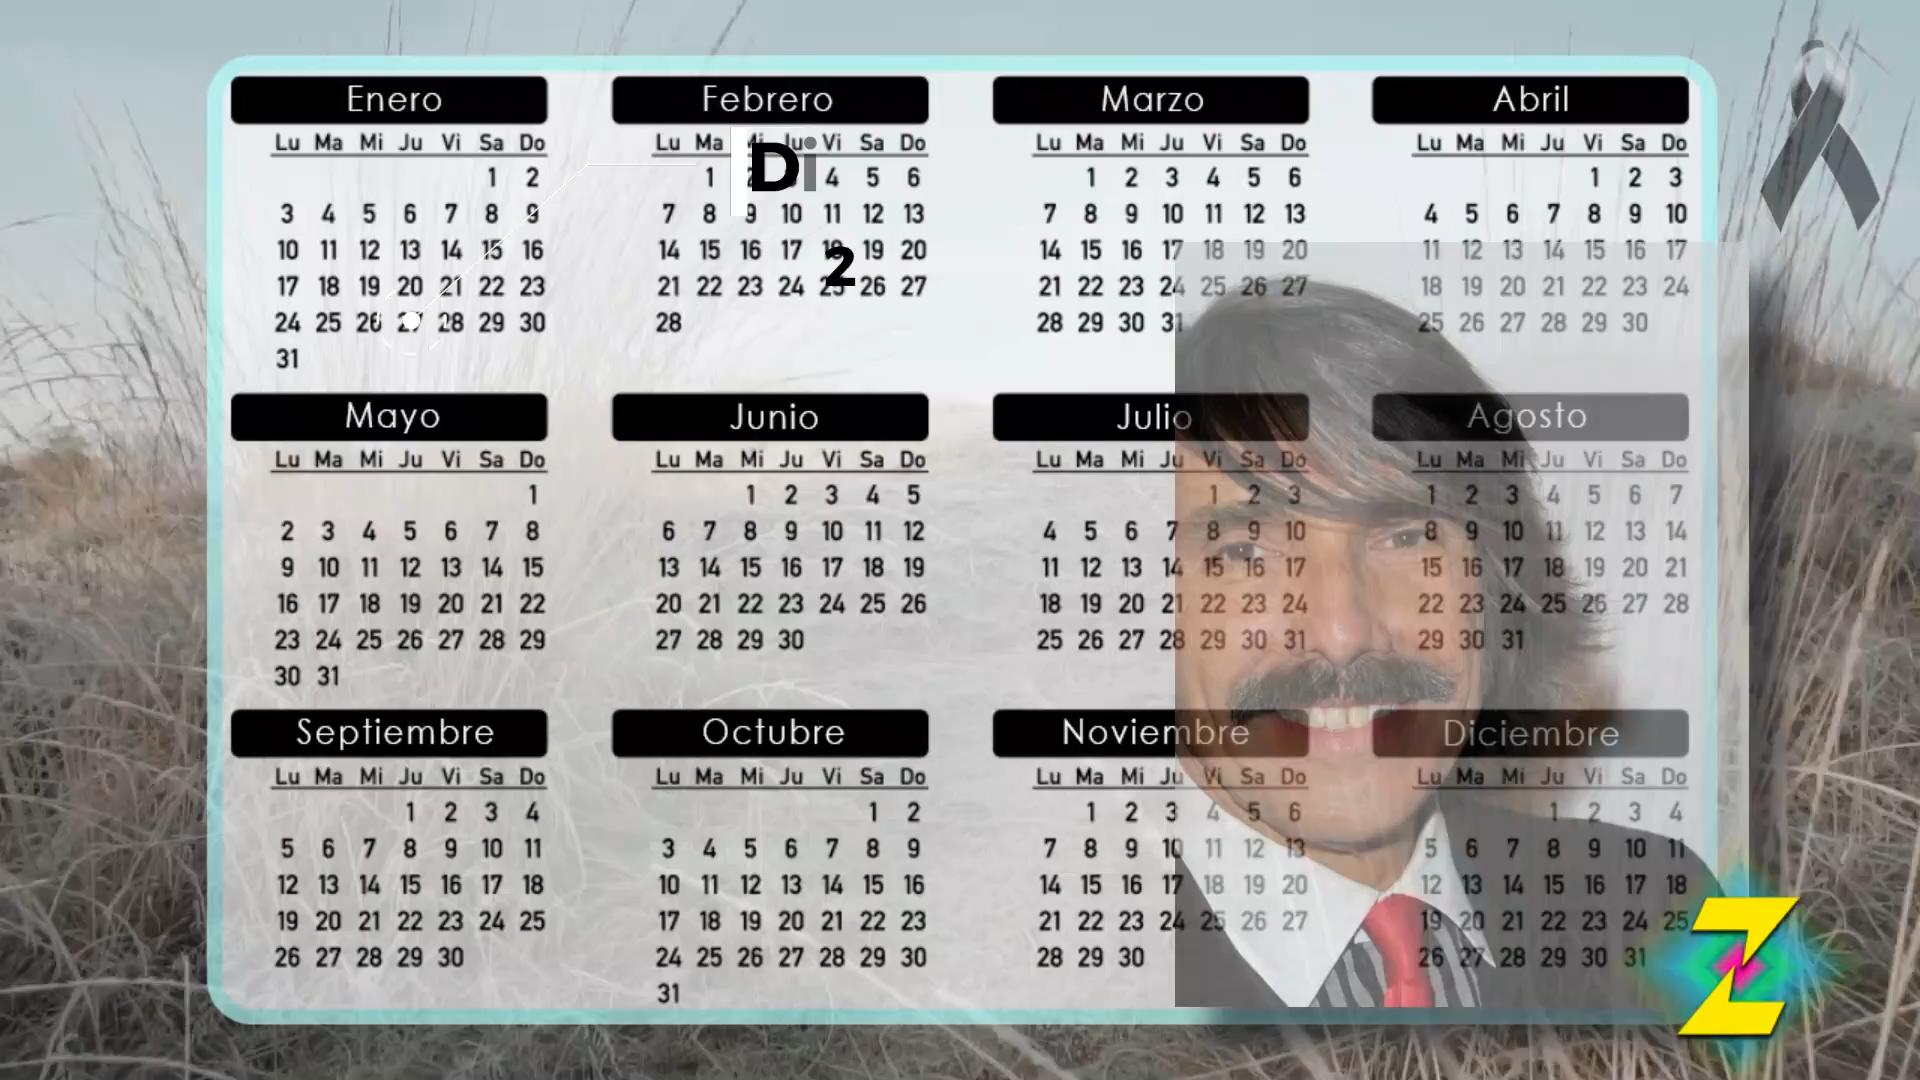 Enero
Lu Ma Mi Ju Vi Sa Do
1 2
3 4 5 6 7 8 9
10 11 12 13 14 15 16
17 18 19 20 21 22 23
24 25 26 27 28 29 30
31
Febrero
Lu Ma Mi Ju Vi Sa Do
1 2 4 5 6
7 8 9 10 11 12 13
14 15 16 17 18 19 20
21 22 23 24 25 26 27
28
Di
2
Marzo
Lu Ma Mi Ju Vi Sa Do
1 2 3 4 5 6
7 8 9 10 11 12 13
14 15 16 17 18 19 20
21 22 23 24 25 26 27
28 29 30 31
Abril
Lu Ma Mi Ju Vi Sa Do
1 2 3
4 5 6 7 8 9 10
11 12 13 14 15 16 17
18 19 20 21 22 23 24
25 26 27 28 29 30
Mayo
Lu Ma Mi Ju Vi Sa Do
1
2 3 4 5 6 7 8
9 10 11 12 13 14 15
16 17 18 19 20 21 22
23 24 25 26 27 28 29
30 31
Junio
Lu Ma Mi Ju Vi Sa Do
1 2 3 4 5
6 7 8 9 10 11 12
13 14 15 16 17 18 19
20 21 22 23 24 25 26
27 28 29 30
Julio
Lu Ma Mi Ju Vi Sa Do
1 2 3
4 5 6 7 8 9 10
11 12 13 14 15 16 17
18 19 20 21 22 23 24
25 26 27 28 29 30 31
Agosto
Lu Ma Mi Ju Vi Sa Do
1 2 3 4 5 6 7
8 9 10 11 12 13 14
15 16 17 18 19 20 21
22 23 24 25 26 27 28
29 30 31
Septiembre
Lu Ma Mi Ju Vi Sa Do
1 2 3 4
5 6 7 8 9 10 11
12 13 14 15 16 17 18
19 20 21 22 23 24 25
26 27 28 29 30
Octubre
Lu Ma Mi Ju Vi Sa Do
1 2
3 4 5 6 7 8 9
10 11 12 13 14 15 16
17 18 19 20 21 22 23
24 25 26 27 28 29 30
31
Noviembre
Lu Ma Mi Ju Vi Sa Do
1 2 3 4 5 6
7 8 9 10 11 12 13
14 15 16 17 18 19 20
21 22 23 24 25 26 27
28 29 30
Diciembre
Lu Ma Mi Ju Vi Sa Do
1 2 3 4
5 6 7 8 9 10 11
12 13 14 15 16 17 18
19 20 21 22 23 24 25
26 27 28 29 30 31
Z